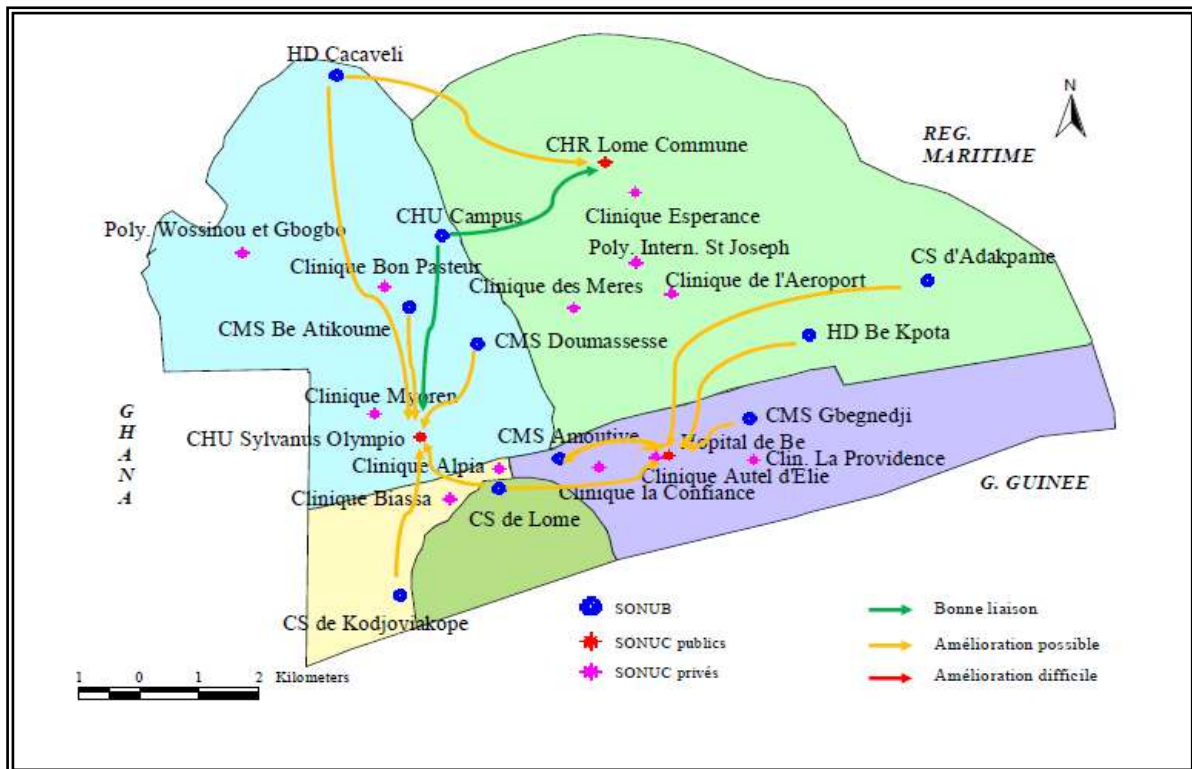 HD Cacaveli
N
REG.
MARITIME
CHR Lome Commune
CHU Campus
Clinique Esperance
Poly. Wossinou et Gbogbo
Poly. Intern. St Joseph
CS d'Adakpame
Clinique Bon Pasteur
Clinique de l'Aeroport
Clinique des Meres
CMS Be Atikoume
CMS Doumassesse
HD Be Kpota
Clinique Myoren
G
H
A
N
A
CMS Gbegnedji
CHU Sylvanus Olympio
CMS Amoutive
Hopital de Be
Clin. La Providence
Clinique Alpia
Clinique Autel d'Elie
G. GUINEE
Clinique Biassa
Clinique la Confiance
CS de Lome
CS de Kodjoviakope
SONUB
Bonne liaison
SONUC publics
Amélioration possible
SONUC privés
Amélioration difficile
1 0 1 2 Kilometers